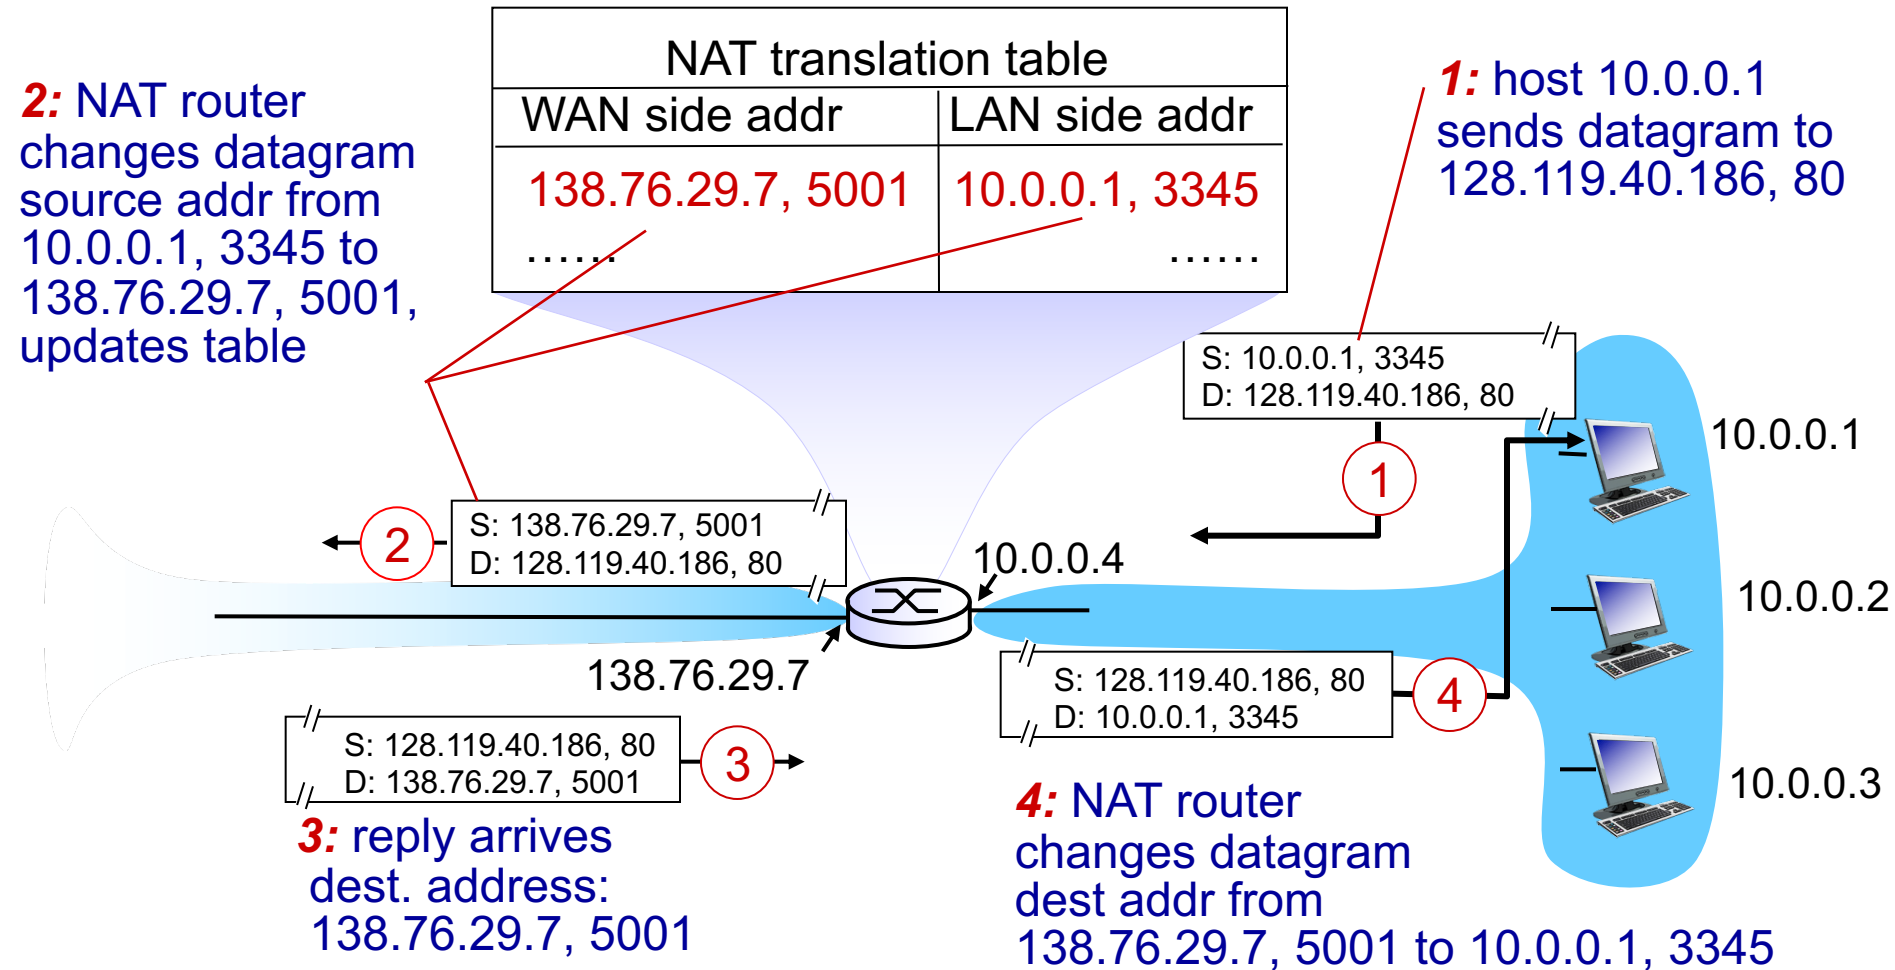 NAT translation table
WAN side addr LAN side addr
138.76.29.7, 5001 10.0.0.1, 3345
...... ......
2: NAT router
changes datagram
source addr from
10.0.0.1, 3345 to
138.76.29.7, 5001,
updates table
1: host 10.0.0.1
sends datagram to
128.119.40.186, 80
S: 10.0.0.1, 3345
D: 128.119.40.186, 80
1
10.0.0.1
S: 138.76.29.7, 5001
D: 128.119.40.186, 80
2
10.0.0.4
10.0.0.2
138.76.29.7
S: 128.119.40.186, 80
D: 10.0.0.1, 3345
4
S: 128.119.40.186, 80
D: 138.76.29.7, 5001
3
10.0.0.3
3: reply arrives
dest. address:
138.76.29.7, 5001
4: NAT router
changes datagram
dest addr from
138.76.29.7, 5001 to 10.0.0.1, 3345